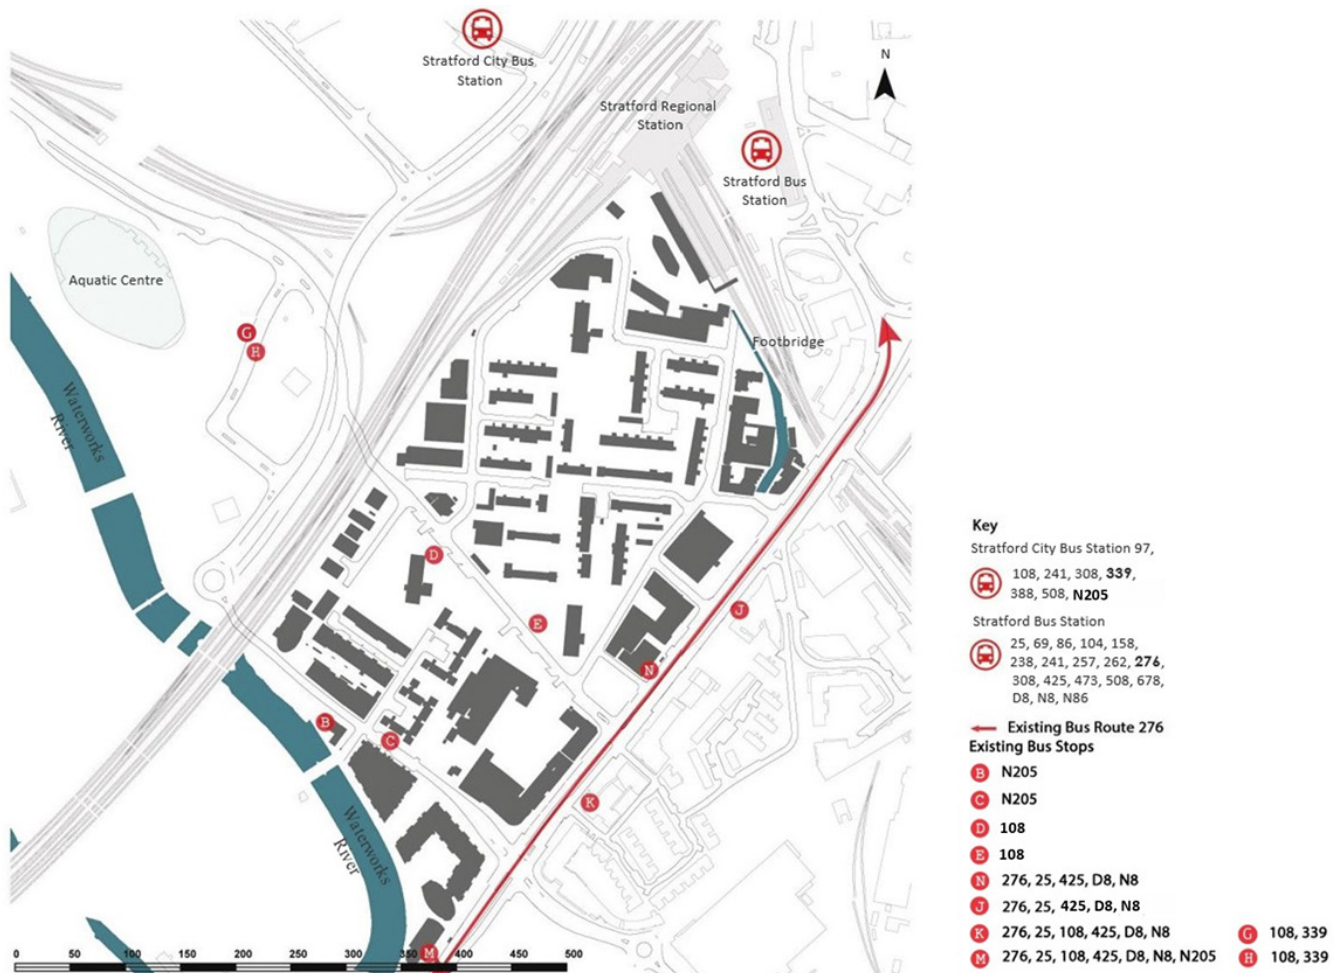 Stratford City Bus
Station
Stratford Regional
Station
N
Stratford Bus
Station
Aquatic Centre
G
H
Footbridge
Waterworks
River
D
E
J
N
B
C
K
Waterworks
River
M
0 50 100 150 200 250 300 350 400 450 500
Key
Stratford City Bus Station 97,
108, 241, 308, 339,
388, 508, N205
Stratford Bus Station
25, 69, 86, 104, 158,
238, 241, 257, 262, 276,
308, 425, 473, 508, 678,
D8, N8, N86
Existing Bus Route 276
Existing Bus Stops
B N205
C N205
D 108
E 108
N 276, 25, 425, D8, N8
J 276, 25, 425, D8, N8
K 276, 25, 108, 425, D8, N8
M 276, 25, 108, 425, D8, N8, N205
G 108, 339
H 108, 339